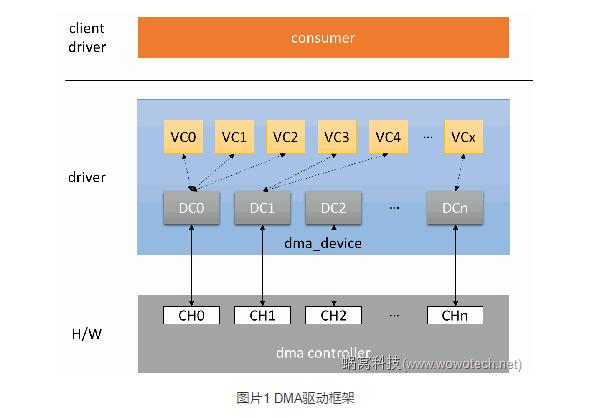 client
driver
consumer
driver
VC0 VC1 VC2 VC3 VC4 ... VCx
DC0 DC1 DC2 ... DCn
dma_device
H/W
CH0 CH1 CH2 ... CHn
dma controller
蜗窝科技(www.wowotech.net)
图片1 DMA驱动框架